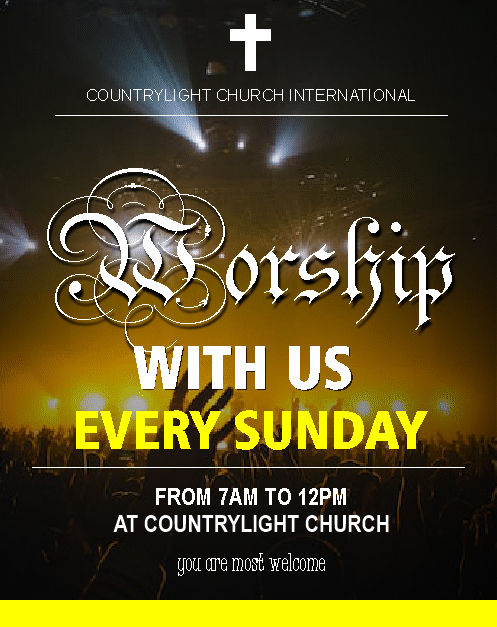 COUNTRYLIGHT CHURCH INTERNATIONAL
Worship
WITH US
EVERY SUNDAY
FROM 7AM TO 12PM
AT COUNTRYLIGHT CHURCH
you are most welcome